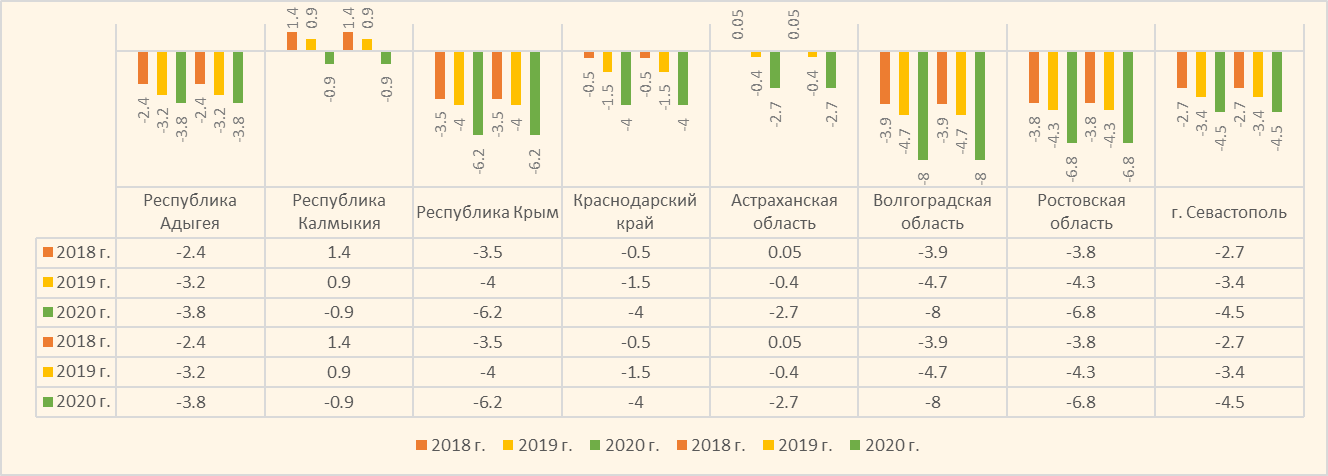 -2.4 -3.2 -3.8 -2.4 -3.2 -3.8
1.4 0.9 -0.9 1.4 0.9 -0.9
-3.5 -4 -6.2 -3.5 -4 -6.2
-0.5 -1.5 -4 -0.5 -1.5 -4
0.05 -0.4 -2.7 0.05 -0.4 -2.7
-3.9 -4.7 -8 -3.9 -4.7 -8
-3.8 -4.3 -6.8 -3.8 -4.3 -6.8
-2.7 -3.4 -4.5 -2.7 -3.4 -4.5
Республика
Адыгея
Республика
Калмыкия
Республика Крым
Краснодарский
край
Астраханская
область
Волгоградская
область
Ростовская
область
г. Севастополь
2018 г. -2.4 1.4 -3.5 -0.5 0.05 -3.9 -3.8 -2.7
2019 г. -3.2 0.9 -4 -1.5 -0.4 -4.7 -4.3 -3.4
2020 г. -3.8 -0.9 -6.2 -4 -2.7 -8 -6.8 -4.5
2018 г. -2.4 1.4 -3.5 -0.5 0.05 -3.9 -3.8 -2.7
2019 г. -3.2 0.9 -4 -1.5 -0.4 -4.7 -4.3 -3.4
2020 г. -3.8 -0.9 -6.2 -4 -2.7 -8 -6.8 -4.5
2018 г. 2019 г. 2020 г. 2018 г. 2019 г. 2020 г.